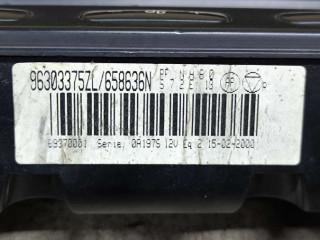 96303375ZL/658636N
69370001 Serie: 0A1975 12V Eq 2 15-02-2000